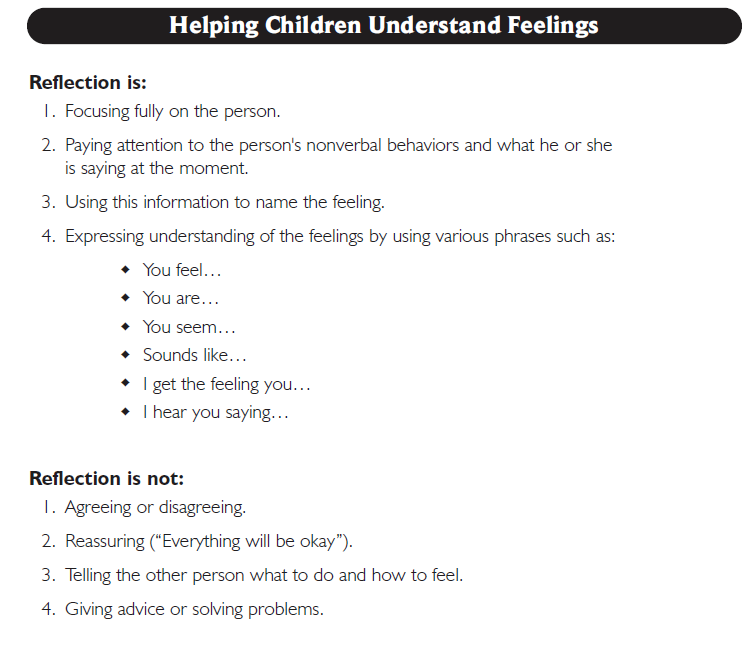 Helping Children Understand Feelings
Reflection is:
1. Focusing fully on the person.
2. Paying attention to the person's nonverbal behaviors and what he or she
is saying at the moment.
3. Using this information to name the feeling.
4. Expressing understanding of the feelings by using various phrases such as:
◆ You feel…
◆ You are…
◆ You seem…
◆ Sounds like…
◆ I get the feeling you…
◆ I hear you saying…
Reflection is not:
1. Agreeing or disagreeing.
2. Reassuring (“Everything will be okay”).
3. Telling the other person what to do and how to feel.
4. Giving advice or solving problems.